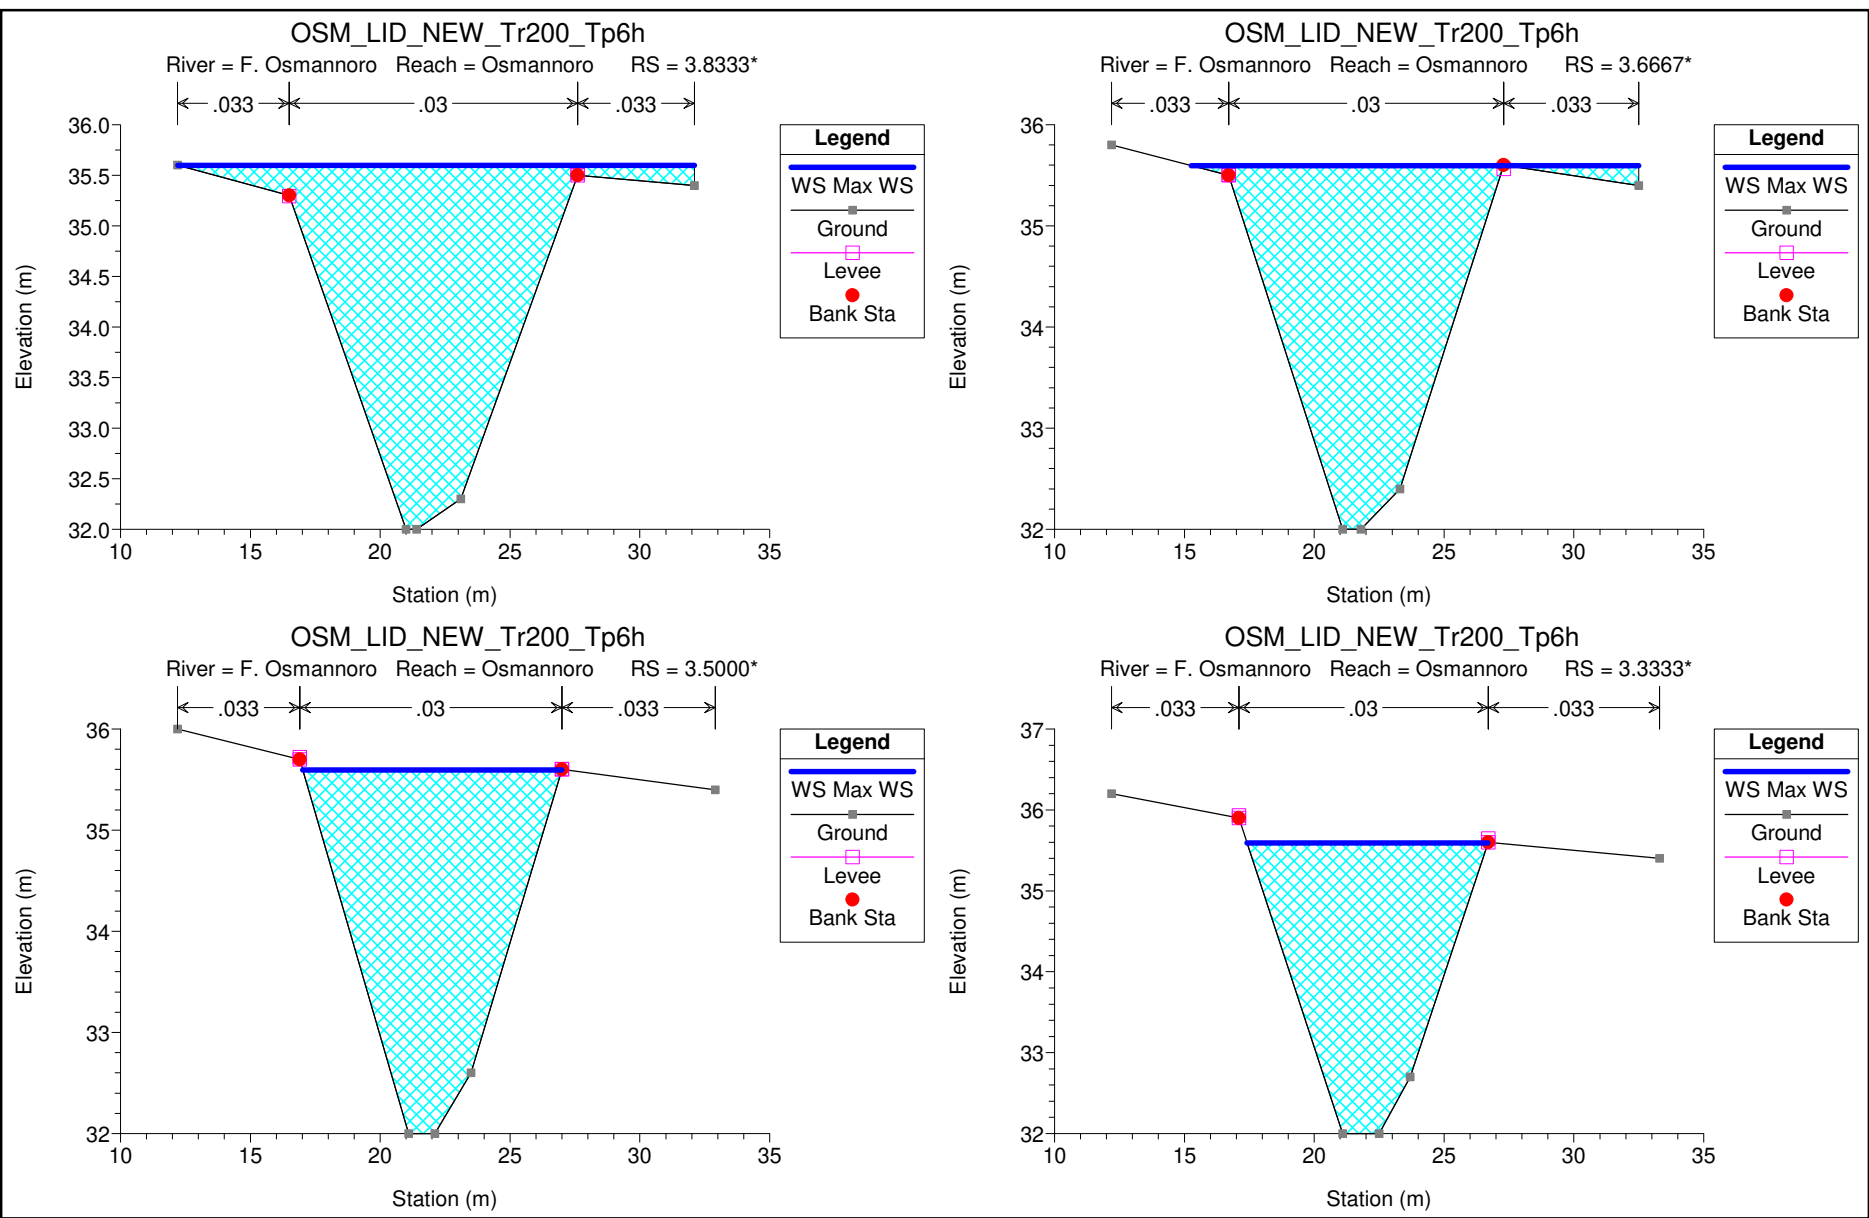 OSM_LID_NEW_Tr200_Tp6h
River = F. Osmannoro Reach = Osmannoro RS = 3.8333*
.033 .03 .033
36.0
35.5
35.0
34.5
34.0
33.5
33.0
32.5
32.0
10 15 20 25 30 35
Station (m)
Elevation (m)
Legend
WS Max WS
Ground
Levee
Bank Sta
OSM_LID_NEW_Tr200_Tp6h
River = F. Osmannoro Reach = Osmannoro RS = 3.6667*
.033 .03 .033
36
35
34
33
32
10 15 20 25 30 35
Station (m)
Elevation (m)
Legend
WS Max WS
Ground
Levee
Bank Sta
OSM_LID_NEW_Tr200_Tp6h
River = F. Osmannoro Reach = Osmannoro RS = 3.5000*
.033 .03 .033
36
35
34
33
32
10 15 20 25 30 35
Station (m)
Elevation (m)
Legend
WS Max WS
Ground
Levee
Bank Sta
OSM_LID_NEW_Tr200_Tp6h
River = F. Osmannoro Reach = Osmannoro RS = 3.3333*
.033 .03 .033
37
36
35
34
33
32
10 15 20 25 30 35
Station (m)
Elevation (m)
Legend
WS Max WS
Ground
Levee
Bank Sta